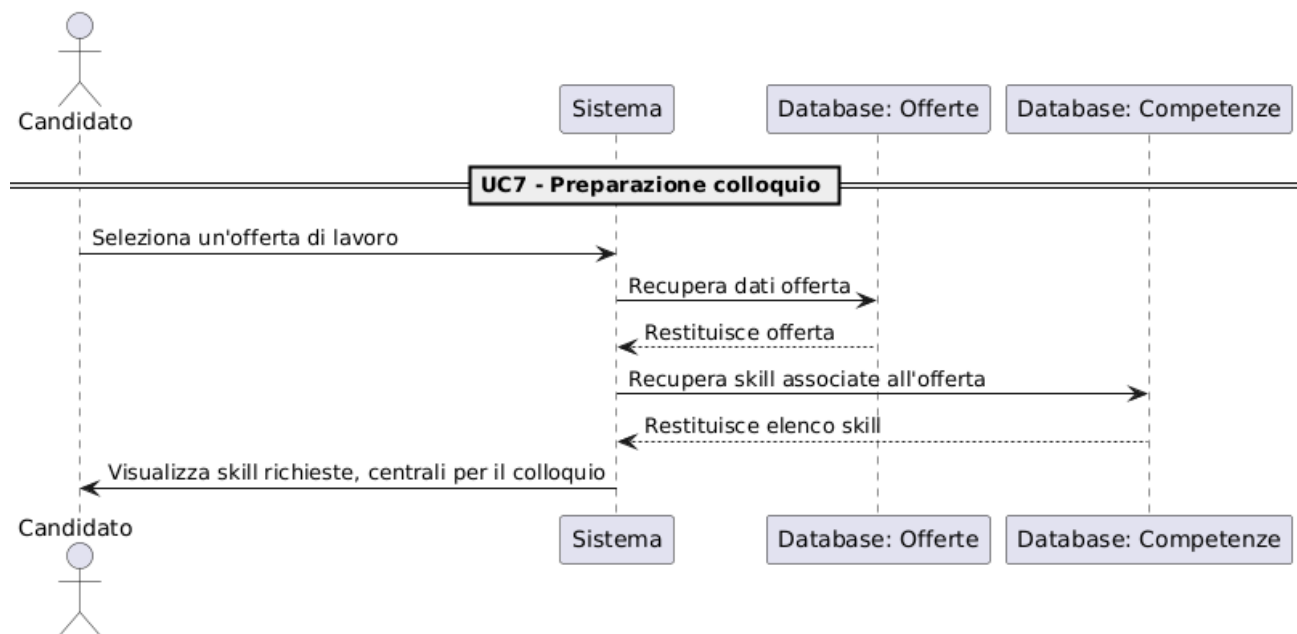 Candidato
Sistema
Database: Offerte
Database: Competenze
UC7 - Preparazione colloquio
Seleziona un'offerta di lavoro
Recupera dati offerta
Restituisce offerta
Recupera skill associate all'offerta
Restituisce elenco skill
Visualizza skill richieste, centrali per il colloquio
Candidato
Sistema
Database: Offerte
Database: Competenze